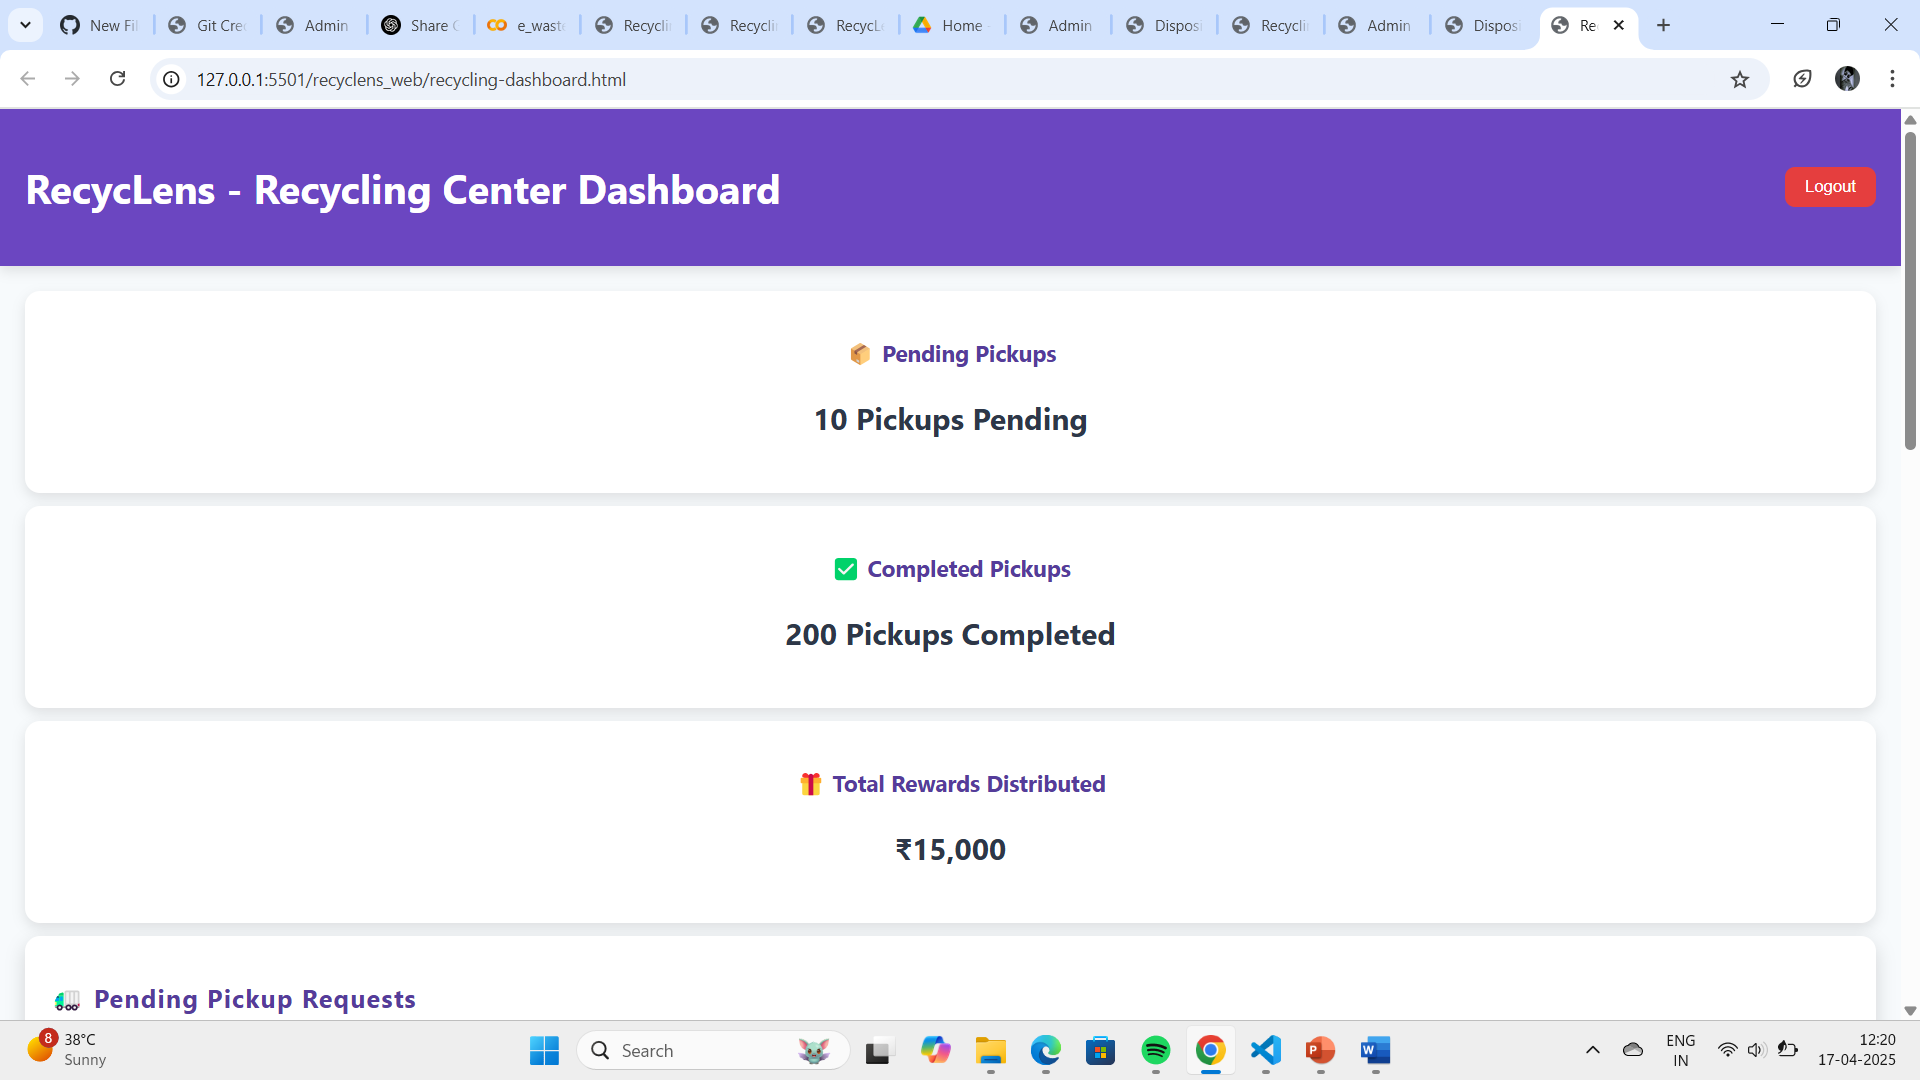 New Fil
Git Cre
Admin
Share
e_waste
Recycli
Recycli
RecycLe
Home -
Admin
Dispos
Recycli
Admin
Dispos
Re
127.0.0.1:5501/recyclens_web/recycling-dashboard.html
RecycLens - Recycling Center Dashboard
Logout
📦 Pending Pickups
10 Pickups Pending
✅ Completed Pickups
200 Pickups Completed
🎁 Total Rewards Distributed
₹15,000
🚛 Pending Pickup Requests
8
38°C
Sunny
Search
ENG
IN
12:20
17-04-2025